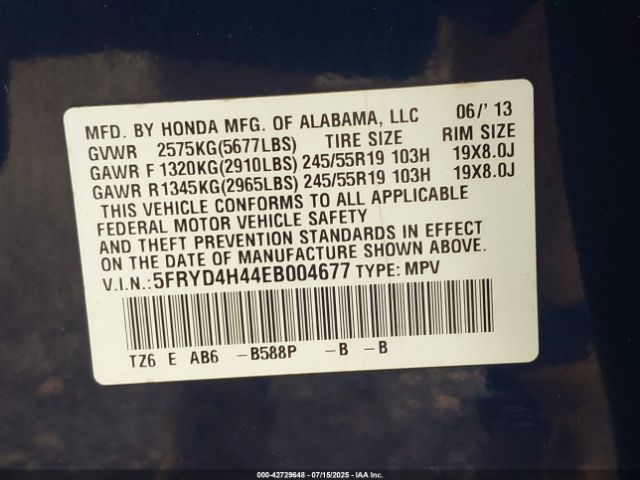 MFD. BY HONDA MFG. OF ALABAMA, LLC 06/'13
GVWR 2575KG(5677LBS) TIRE SIZE RIM SIZE
GAWR F 1320KG(2910LBS) 245/55R19 103H 19X8.0J
GAWR R 1345KG(2965LBS) 245/55R19 103H 19X8.0J
THIS VEHICLE CONFORMS TO ALL APPLICABLE
FEDERAL MOTOR VEHICLE SAFETY
AND THEFT PREVENTION STANDARDS IN EFFECT
ON THE DATE OF MANUFACTURE SHOWN ABOVE.
V.I.N.: 5FRYD4H44EB004677 TYPE: MPV
TZ6 E AB6 -B588P -B -B
000-42729648 - 07/15/2025 - IAA Inc.